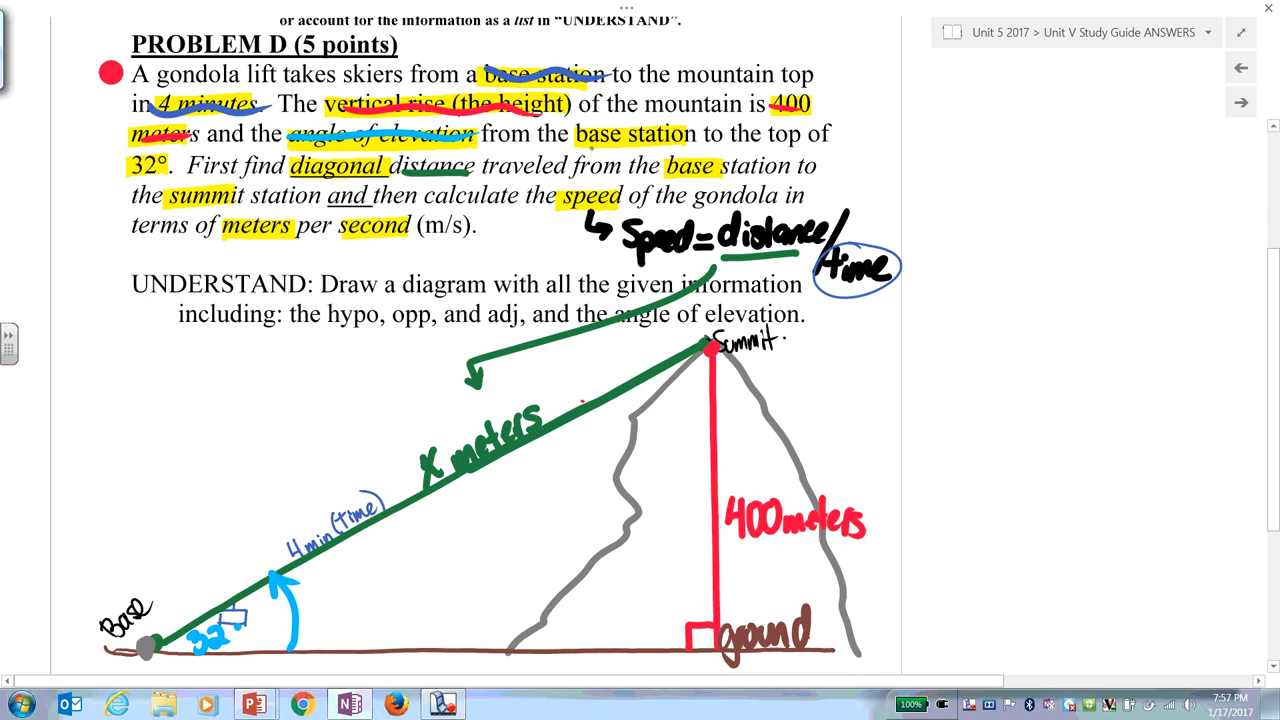 or account for the information as a list in “UNDERSTAND”.
Unit 5 2017 > Unit V Study Guide ANSWERS
PROBLEM D (5 points)
A gondola lift takes skiers from a base station to the mountain top
in 4 minutes. The vertical rise (the height) of the mountain is 400
meters and the angle of elevation from the base station to the top of
32°. First find diagonal distance traveled from the base station to
the summit station and then calculate the speed of the gondola in
terms of meters per second (m/s).
Speed = distance/
time
UNDERSTAND: Draw a diagram with all the given information
including: the hypo, opp, and adj, and the angle of elevation.
Summit.
X meters
400meters
4min(time)
Base
32°
ground
100%
7:57 PM
1/17/2017